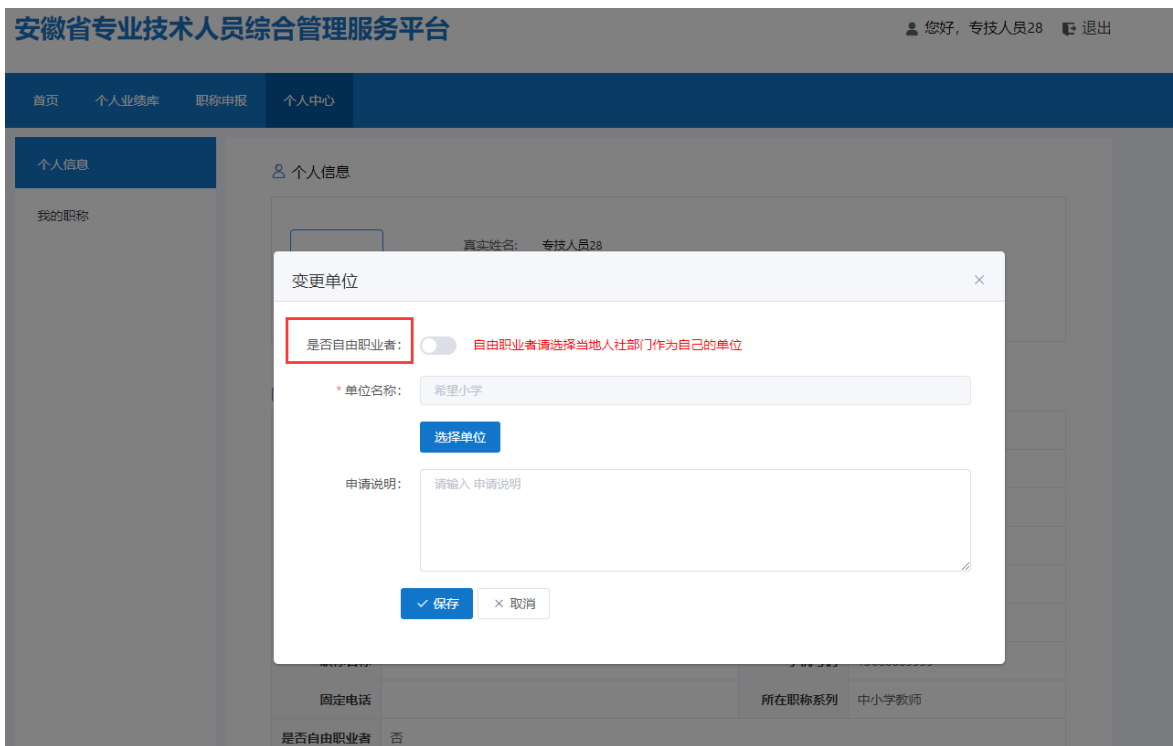 安徽省专业技术人员综合管理服务平台
您好，专技人员28 退出
首页 个人业绩库 职称申报 个人中心
个人信息
个人信息
我的职称
真实姓名: 专技人员28
变更单位
是否自由职业者: 自由职业者请选择当地人社部门作为自己的单位
* 单位名称: 希望小学
选择单位
申请说明: 请输入 申请说明
保存 取消
固定电话 所在职称系列 中小学教师
是否自由职业者 否